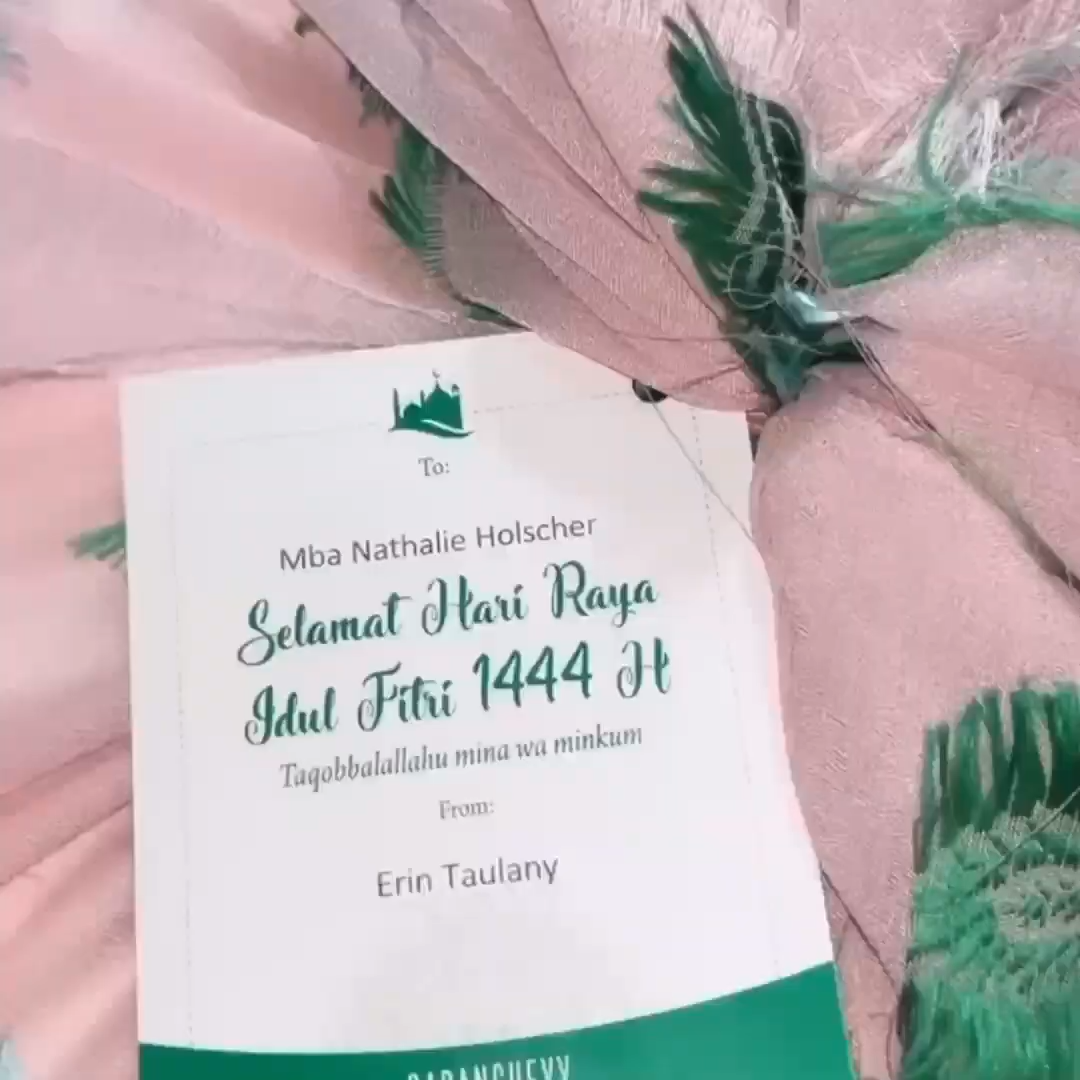 To:
Mba Nathalie Holscher
Selamat Hari Raya
Idul Fitri 1444 H
Taqobbalallahu mina wa minkum
From:
Erin Taulany